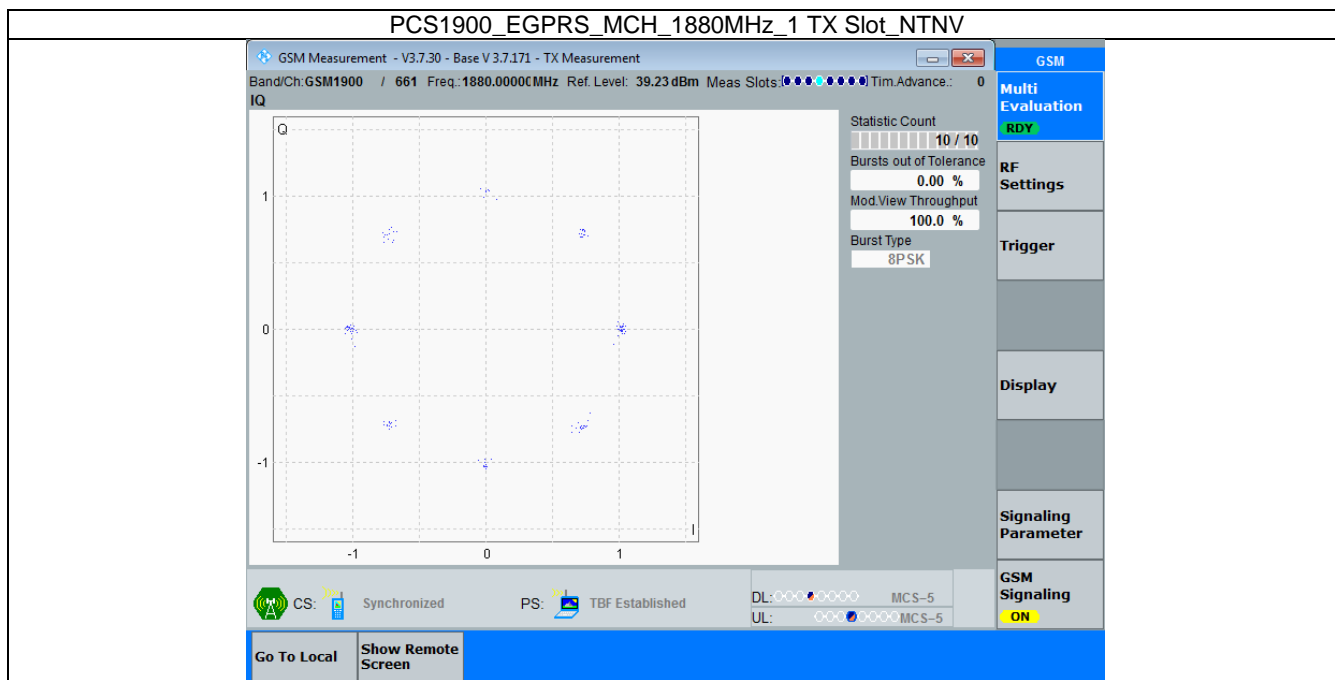 PCS1900_EGPRS_MCH_1880MHz_1 TX Slot_NTNV
GSM Measurement - V3.7.30 - Base V 3.7.171 - TX Measurement
Band/Ch:GSM1900 / 661 Freq.:1880.00000MHz Ref. Level: 39.23 dBm Meas Slots: Tim.Advance.: 0
IQ
Q
1
0
-1
-1
0
1
I
Statistic Count
10 / 10
Bursts out of Tolerance
0.00 %
Mod.View Throughput
100.0 %
Burst Type
8PSK
GSM
Multi
Evaluation
RDY
RF
Settings
Trigger
Display
Signaling
Parameter
GSM
Signaling
ON
CS: Synchronized PS: TBF Established
DL: MCS-5
UL: MCS-5
Go To Local
Show Remote
Screen